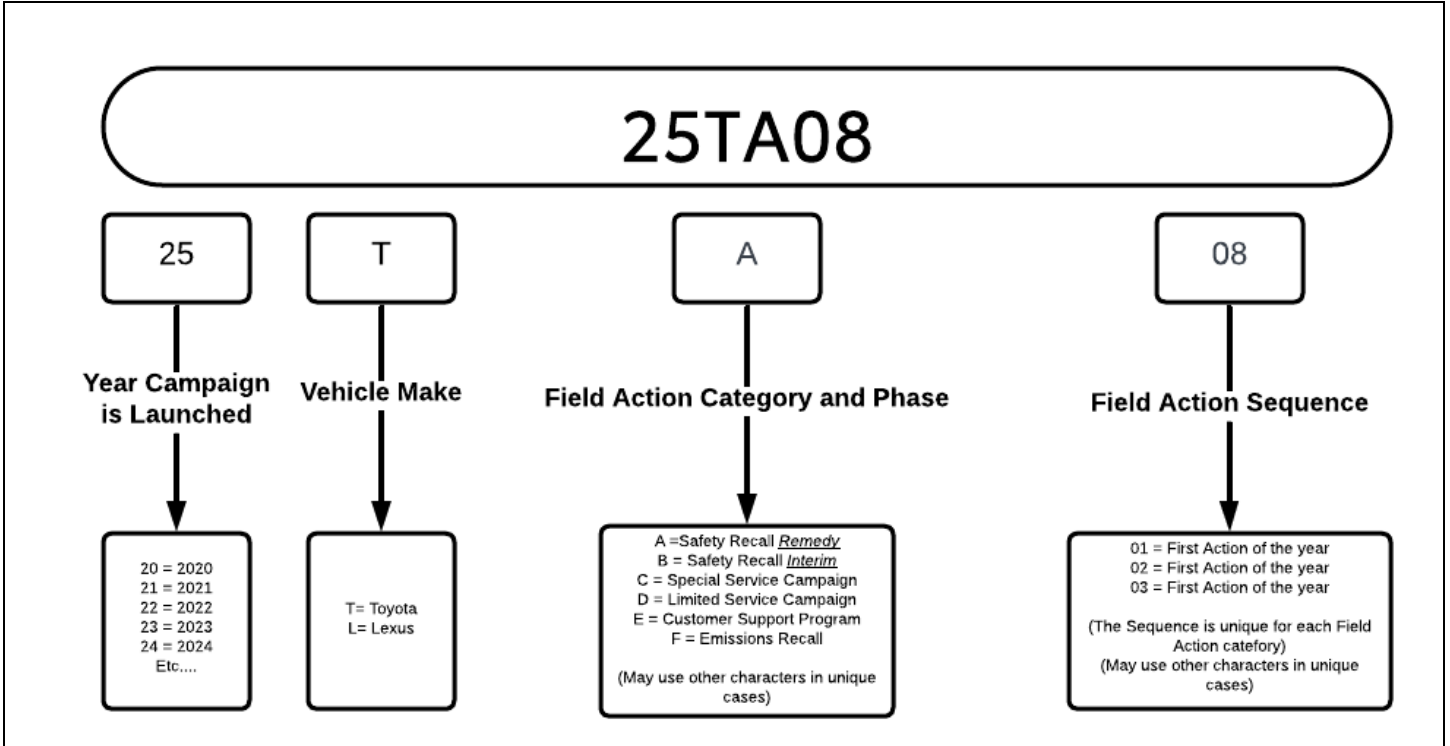 25TA08
25
T
A
08
Year Campaign
is Launched
Vehicle Make
Field Action Category and Phase
Field Action Sequence
20 = 2020
21 = 2021
22 = 2022
23 = 2023
24 = 2024
Etc....
T= Toyota
L= Lexus
A =Safety Recall Remedy
B = Safety Recall Interim
C = Special Service Campaign
D = Limited Service Campaign
E = Customer Support Program
F = Emissions Recall
(May use other characters in unique
cases)
01 = First Action of the year
02 = First Action of the year
03 = First Action of the year
(The Sequence is unique for each Field
Action catefory)
(May use other characters in unique
cases)